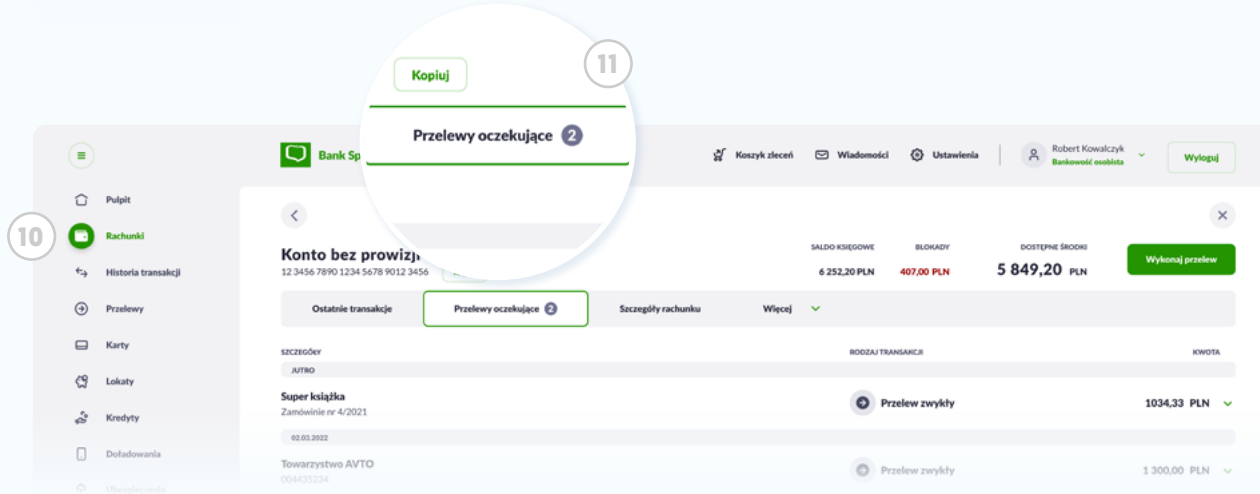 Kopiuj
11
Przelewy oczekujące 2
Bank Sp
Koszyk zleceń
Wiadomości
Ustawienia
Robert Kowalczyk
Bankowość osobista
Wyloguj
Pulpit
10
Rachunki
Historia transakcji
Przelewy
Karty
Lokaty
Kredyty
Doładowania
Ubezpieczenia
Konto bez prowizji
12 3456 7890 1234 5678 9012 3456
SALDO KSIĘGOWE
6 252,20 PLN
BLOKADY
407,00 PLN
DOSTĘPNE ŚRODKI
5 849,20 PLN
Wykonaj przelew
Ostatnie transakcje
Przelewy oczekujące 2
Szczegóły rachunku
Więcej
SZCZEGÓŁY
RODZAJ TRANSAKCJI
KWOTA
JUTRO
Super książka
Zamówinie nr 4/2021
Przelew zwykły
1034,33 PLN
02.03.2022
Towarzystwo AVTO
004435234
Przelew zwykły
1 300,00 PLN